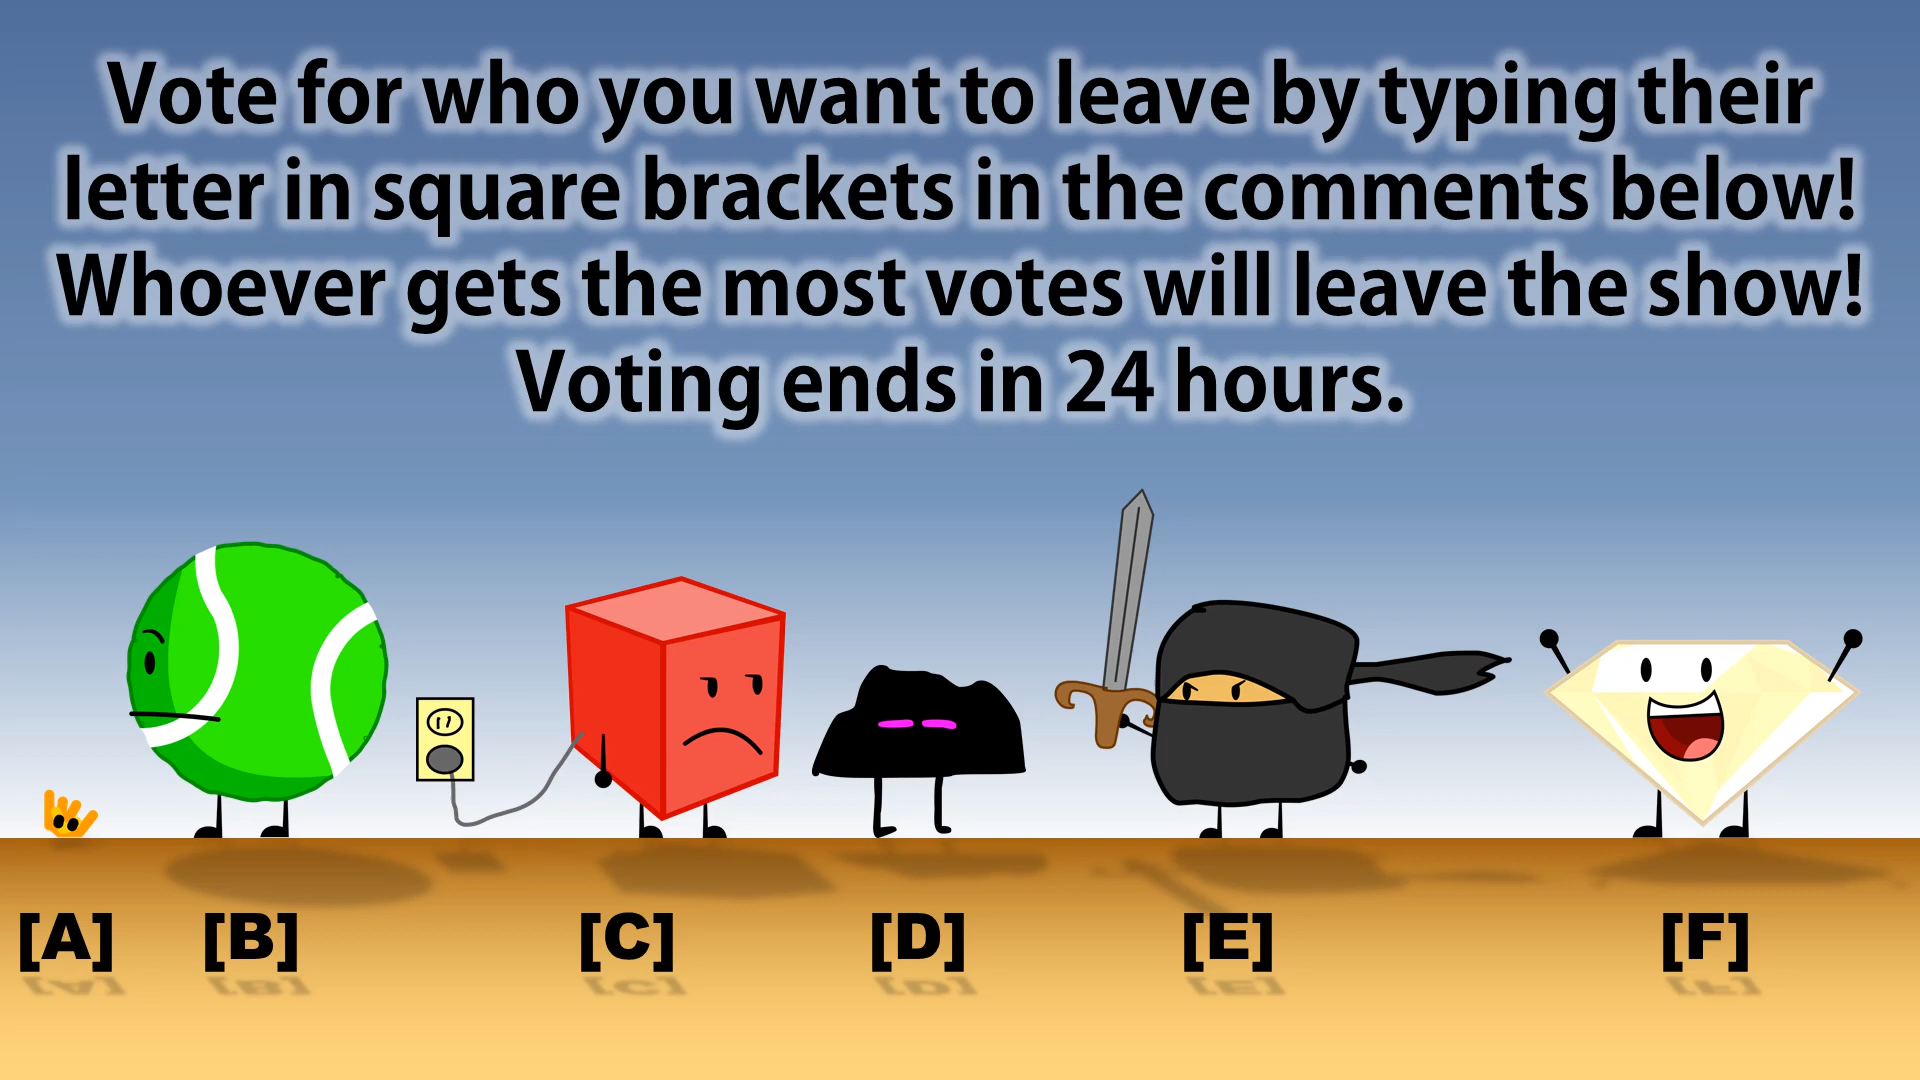 Vote for who you want to leave by typing their
letter in square brackets in the comments below!
Whoever gets the most votes will leave the show!
Voting ends in 24 hours.
[A] [B] [C] [D] [E] [F]